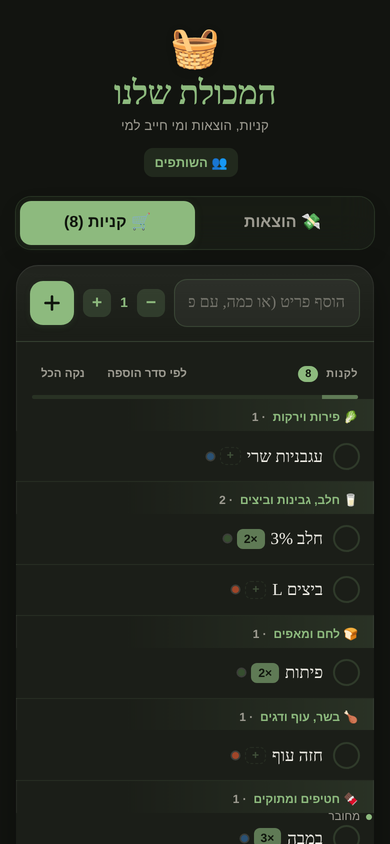 המכולת שלנו
קניות, הוצאות ומי חייב למי
👥 השותפים
🛒 קניות (8)
💸 הוצאות
הוסף פריט (או כמה, עם פ
− 1 +
+
לקנות 8
לפי סדר הוספה
נקה הכל
🥬 פירות וירקות · 1
עגבניות שרי +
🥛 חלב, גבינות וביצים · 2
חלב 3% 2×
ביצים L +
🍞 לחם ומאפים · 1
פיתות 2×
🍗 בשר, עוף ודגים · 1
חזה עוף +
🍫 חטיפים ומתוקים · 1
מחובר
במבה 3×